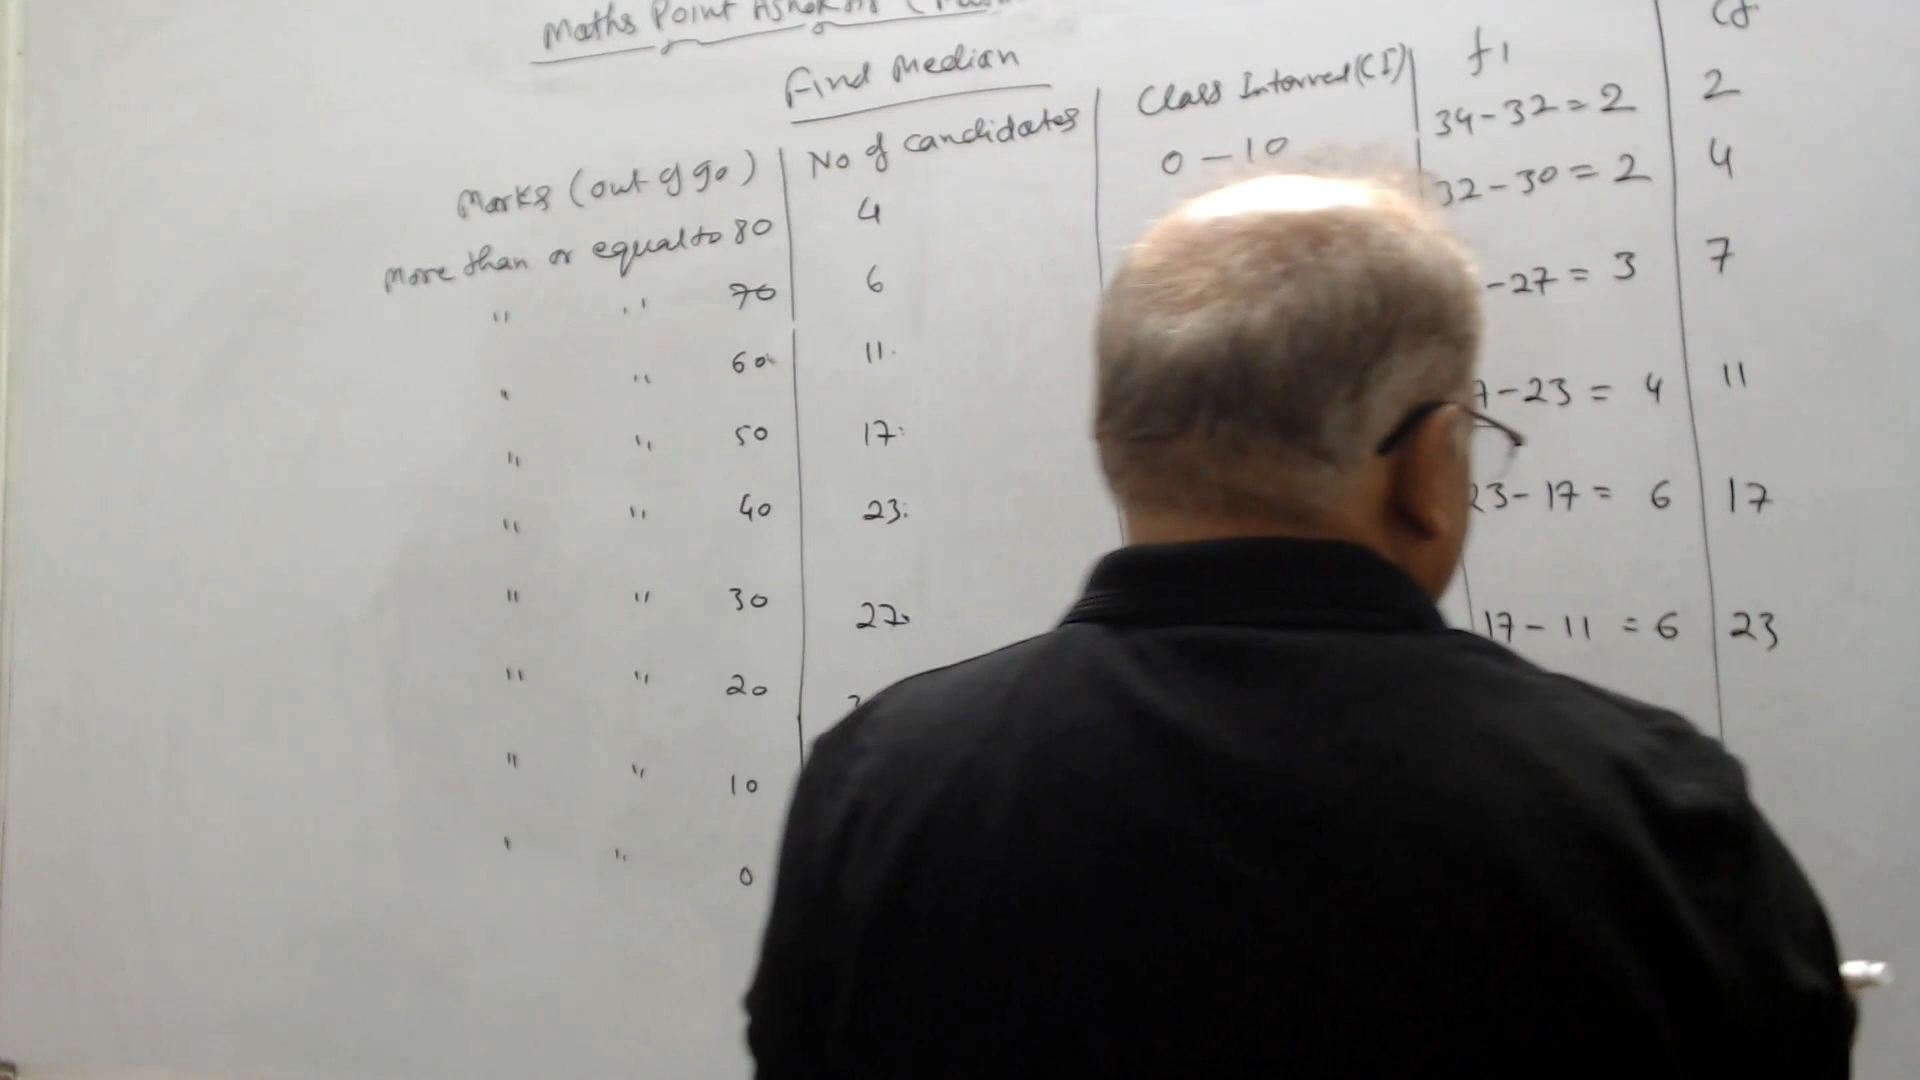 Maths Point Ashok
Find Median
Marks (out of 90) No of candidates Class Interval (CI) f1 Cf.
More than or equal to 80 4 0 – 10 34 - 32 = 2 2
" " 70 6 32 - 30 = 2 4
" " 60 11 - 27 = 3 7
" " 50 17 - 23 = 4 11
" " 40 23 23 - 17 = 6 17
" " 30 27 17 - 11 = 6 23
" " 20
" " 10
" " 0